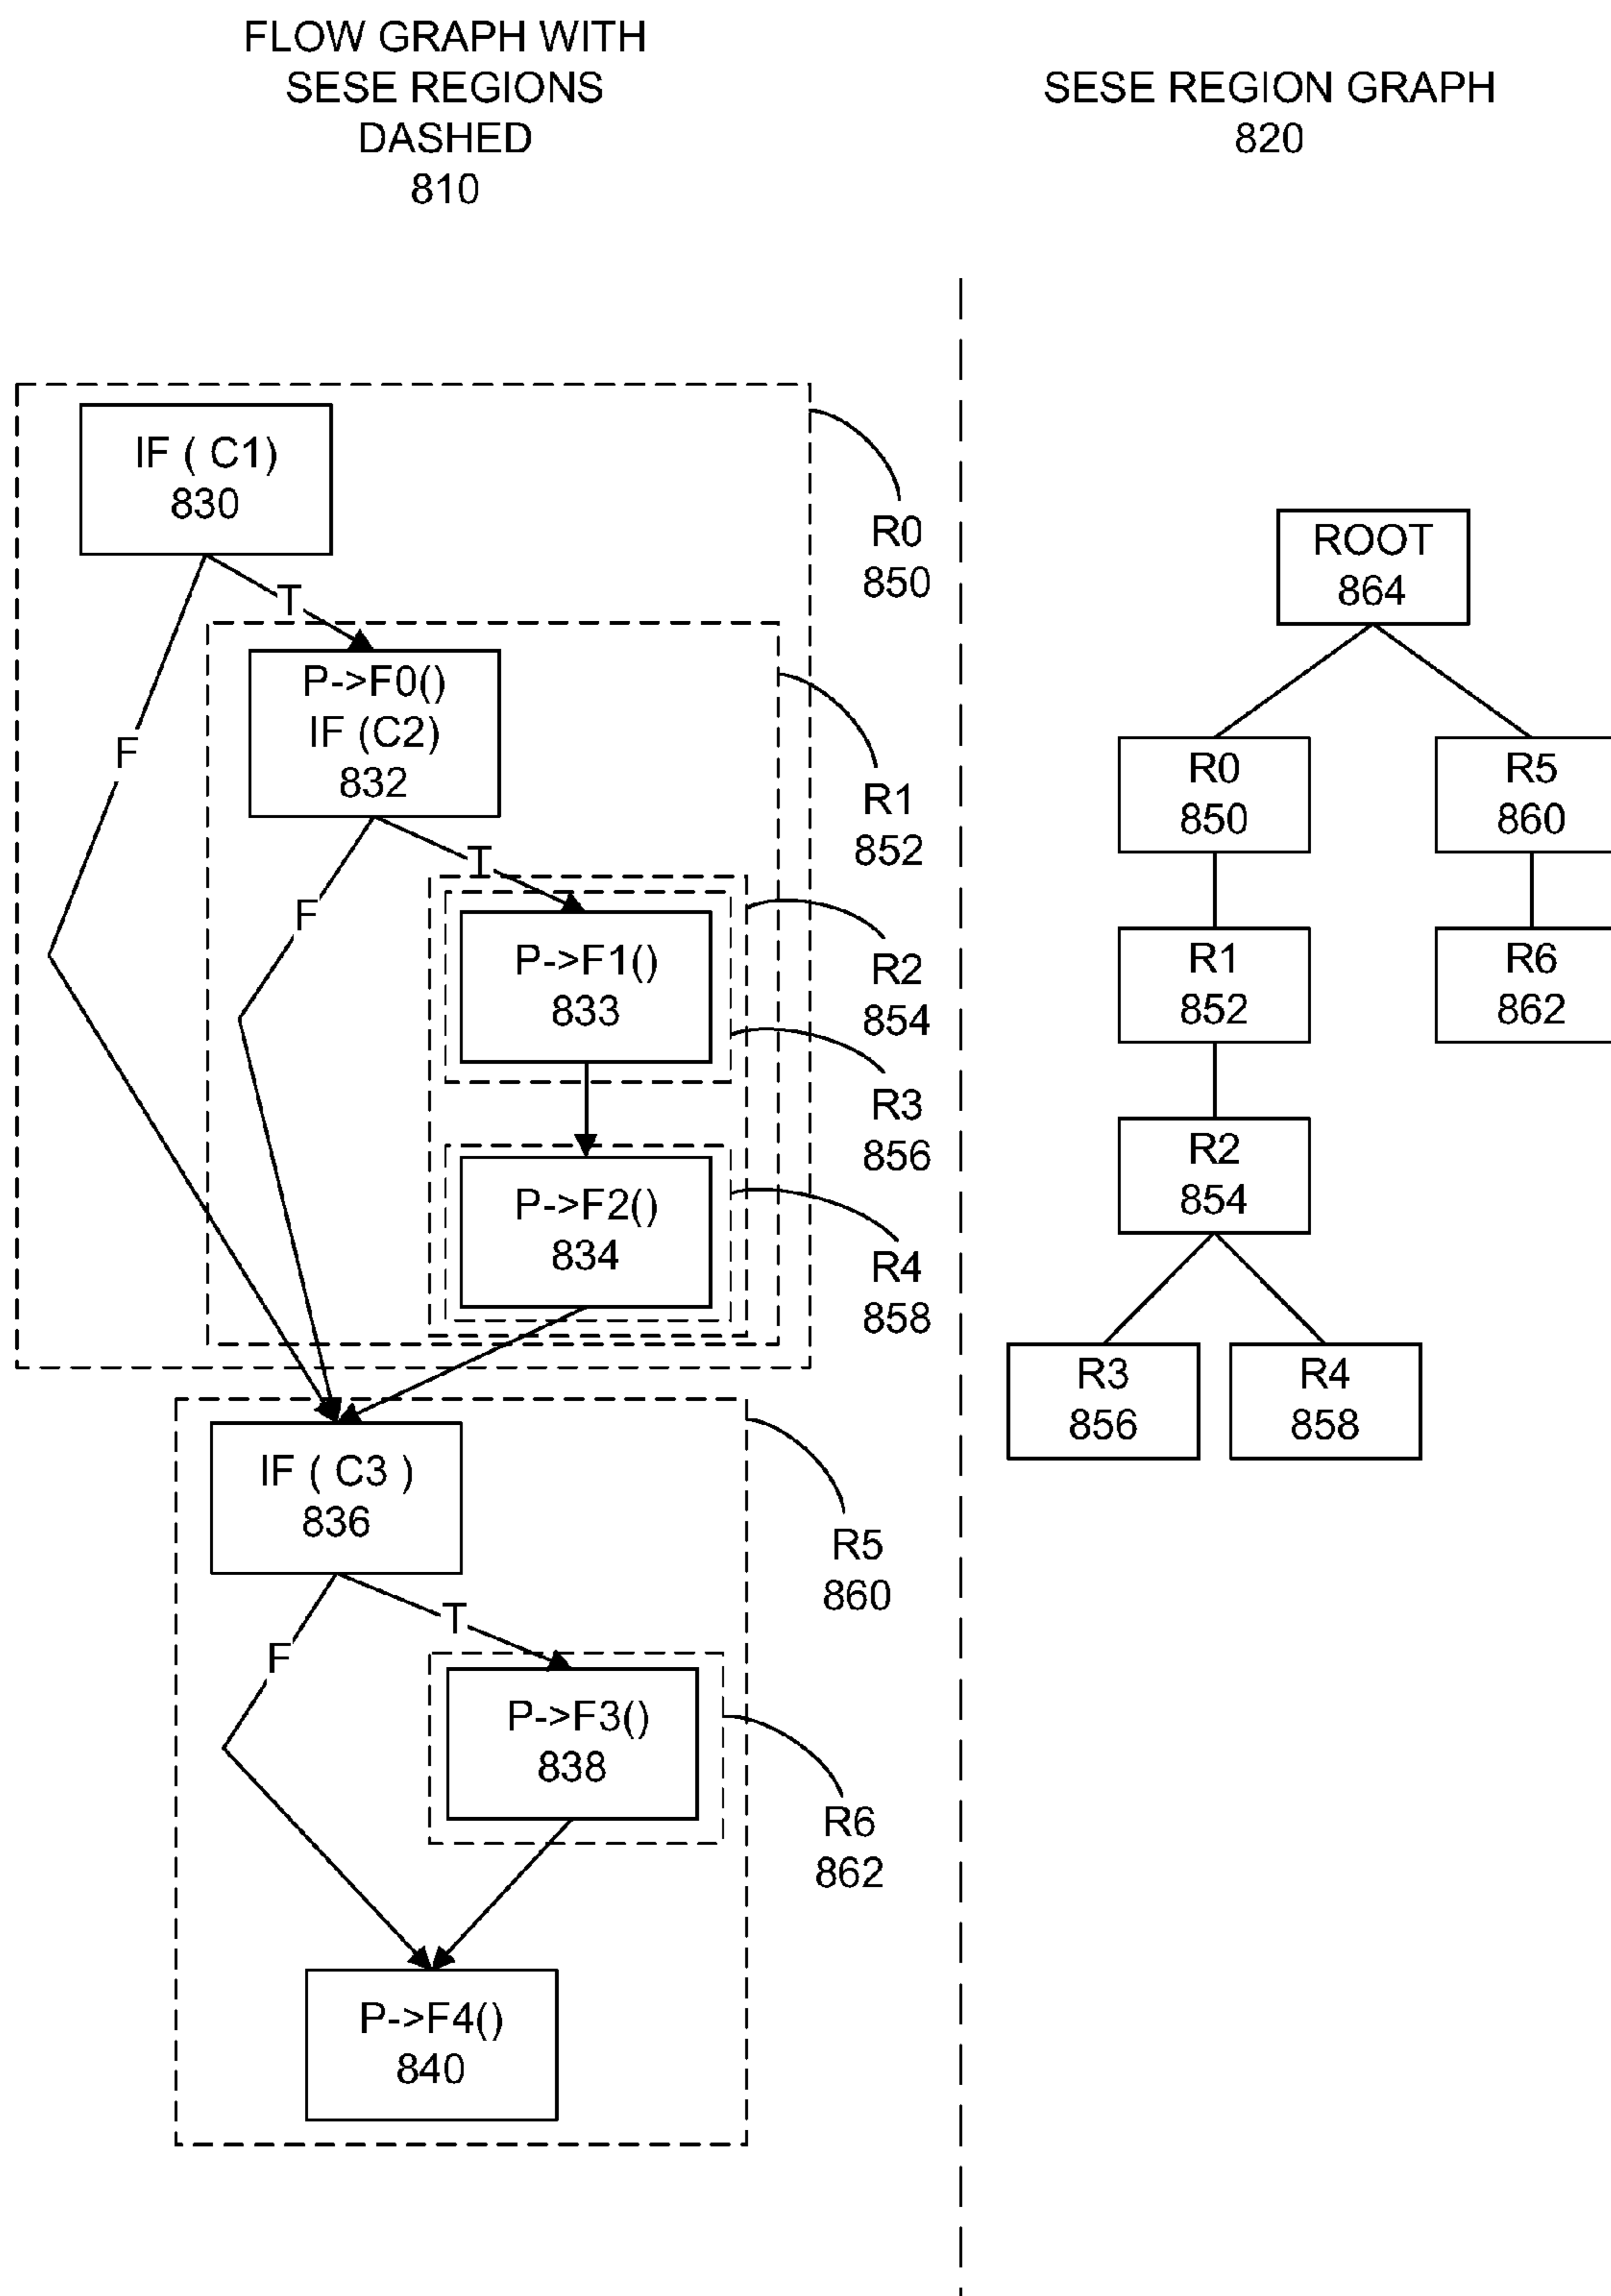 FLOW GRAPH WITH
SESE REGIONS
DASHED
810
SESE REGION GRAPH
820
IF ( C1)
830
T
F
P->F0()
IF (C2)
832
T
F
P->F1()
833
P->F2()
834
IF ( C3 )
836
T
F
P->F3()
838
P->F4()
840
R0
850
R1
852
R2
854
R3
856
R4
858
R5
860
R6
862
ROOT
864
R0
850
R5
860
R1
852
R6
862
R2
854
R3
856
R4
858